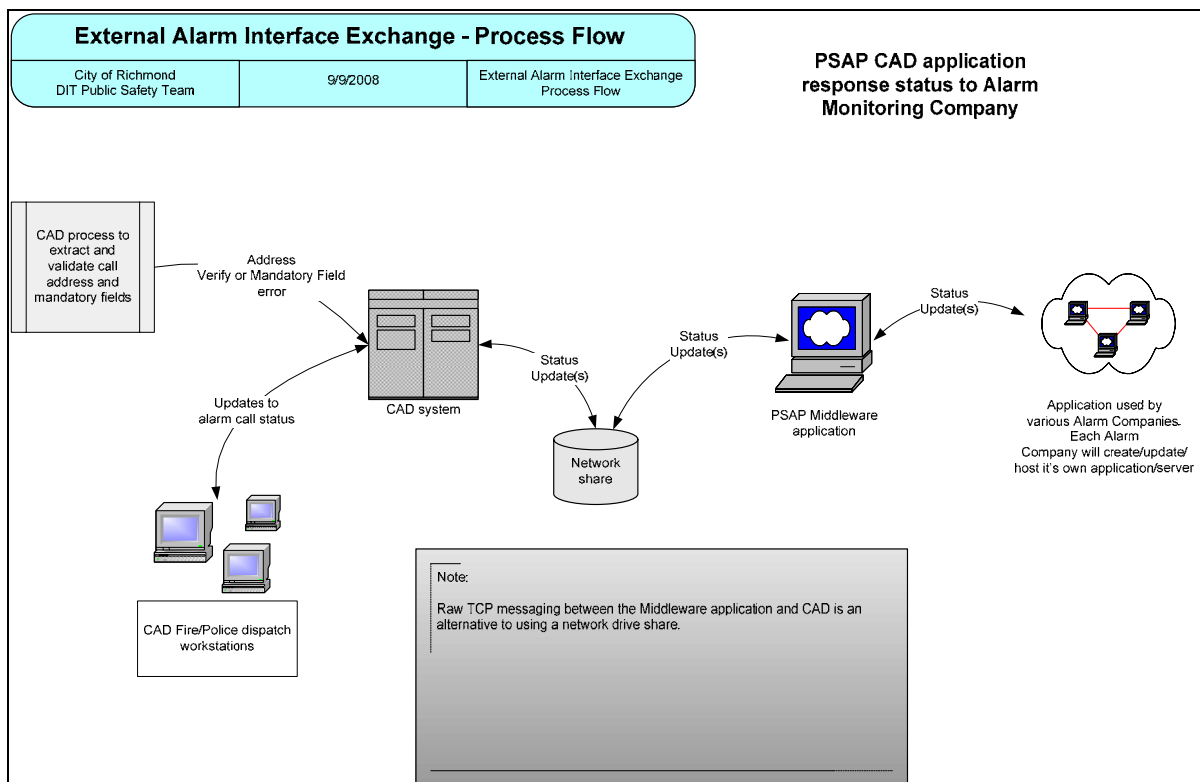 External Alarm Interface Exchange - Process Flow
City of Richmond
DIT Public Safety Team
9/9/2008
External Alarm Interface Exchange
Process Flow
PSAP CAD application
response status to Alarm
Monitoring Company
CAD process to
extract and
validate call
address and
mandatory fields
Address
Verify or Mandatory Field
error
Updates to
alarm call status
CAD system
Status
Update(s)
Network
share
Status
Update(s)
PSAP Middleware
application
Status
Update(s)
Application used by
various Alarm Companies.
Each Alarm
Company will create/update/
host it's own application/server
CAD Fire/Police dispatch
workstations
Note:
Raw TCP messaging between the Middleware application and CAD is an
alternative to using a network drive share.